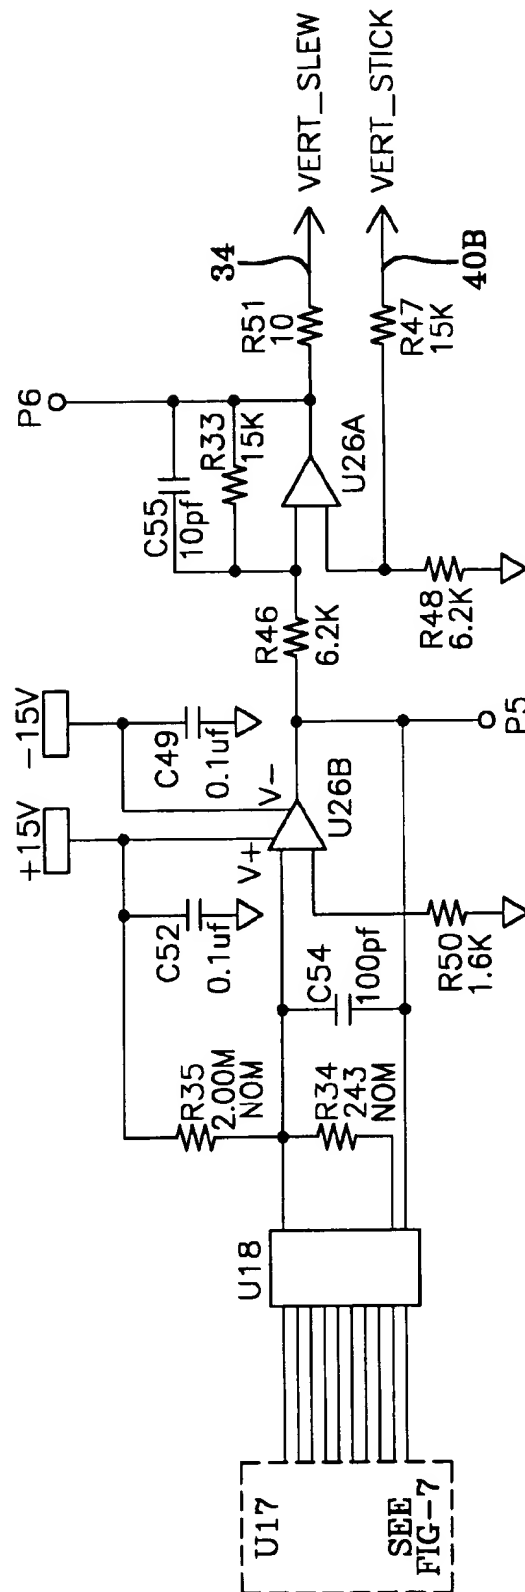 U17
SEE
FIG-7
U18
R35
2.00M
NOM
R34
243
NOM
+15V
-15V
C52
0.1uf
C49
0.1uf
V+
V-
U26B
C54
100pf
R50
1.6K
P5
R46
6.2K
C55
10pf
R33
15K
P6
U26A
R48
6.2K
R51
10
34
VERT_SLEW
R47
15K
40B
VERT_STICK